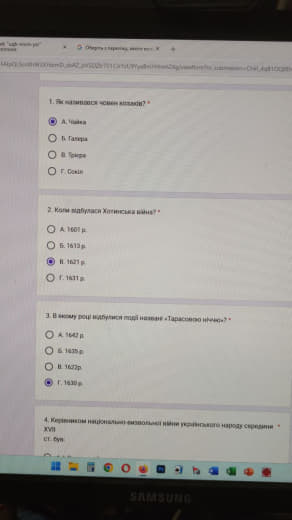 1. Як називався човен козаків? *
А. Чайка
Б. Галера
В. Трієра
Г. Сокіл
2. Коли відбулася Хотинська війна? *
А. 1601 р.
Б. 1613 р.
В. 1621 р.
Г. 1631 р.
3. В якому році відбулися події названі «Тарасовою ніччю»? *
А. 1642 р.
Б. 1635 р.
В. 1622р.
Г. 1630 р.
4. Керівником національно-визвольної війни українського народу середини *
XVII
ст. був:
SAMSUNG